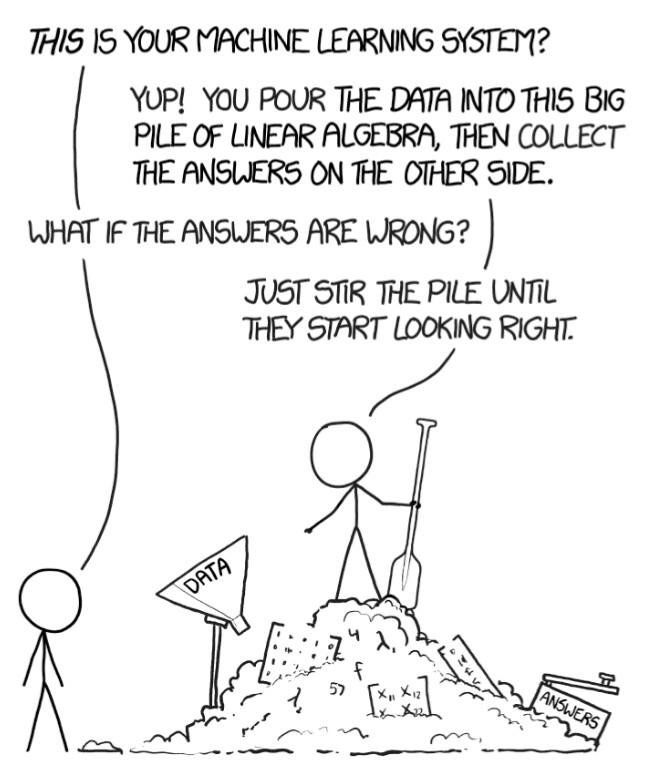 THIS IS YOUR MACHINE LEARNING SYSTEM?
YUP! YOU POUR THE DATA INTO THIS BIG
PILE OF LINEAR ALGEBRA, THEN COLLECT
THE ANSWERS ON THE OTHER SIDE.
WHAT IF THE ANSWERS ARE WRONG?
JUST STIR THE PILE UNTIL
THEY START LOOKING RIGHT.
DATA
4 λ
f
λ 57
X₁₁ X₁₂
ANSWERS